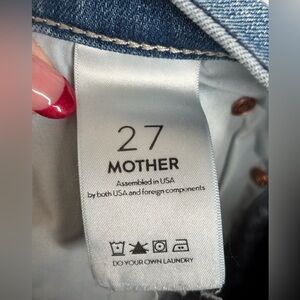 27
MOTHER
Assembled in USA
by both USA and foreign components
DO YOUR OWN LAUNDRY